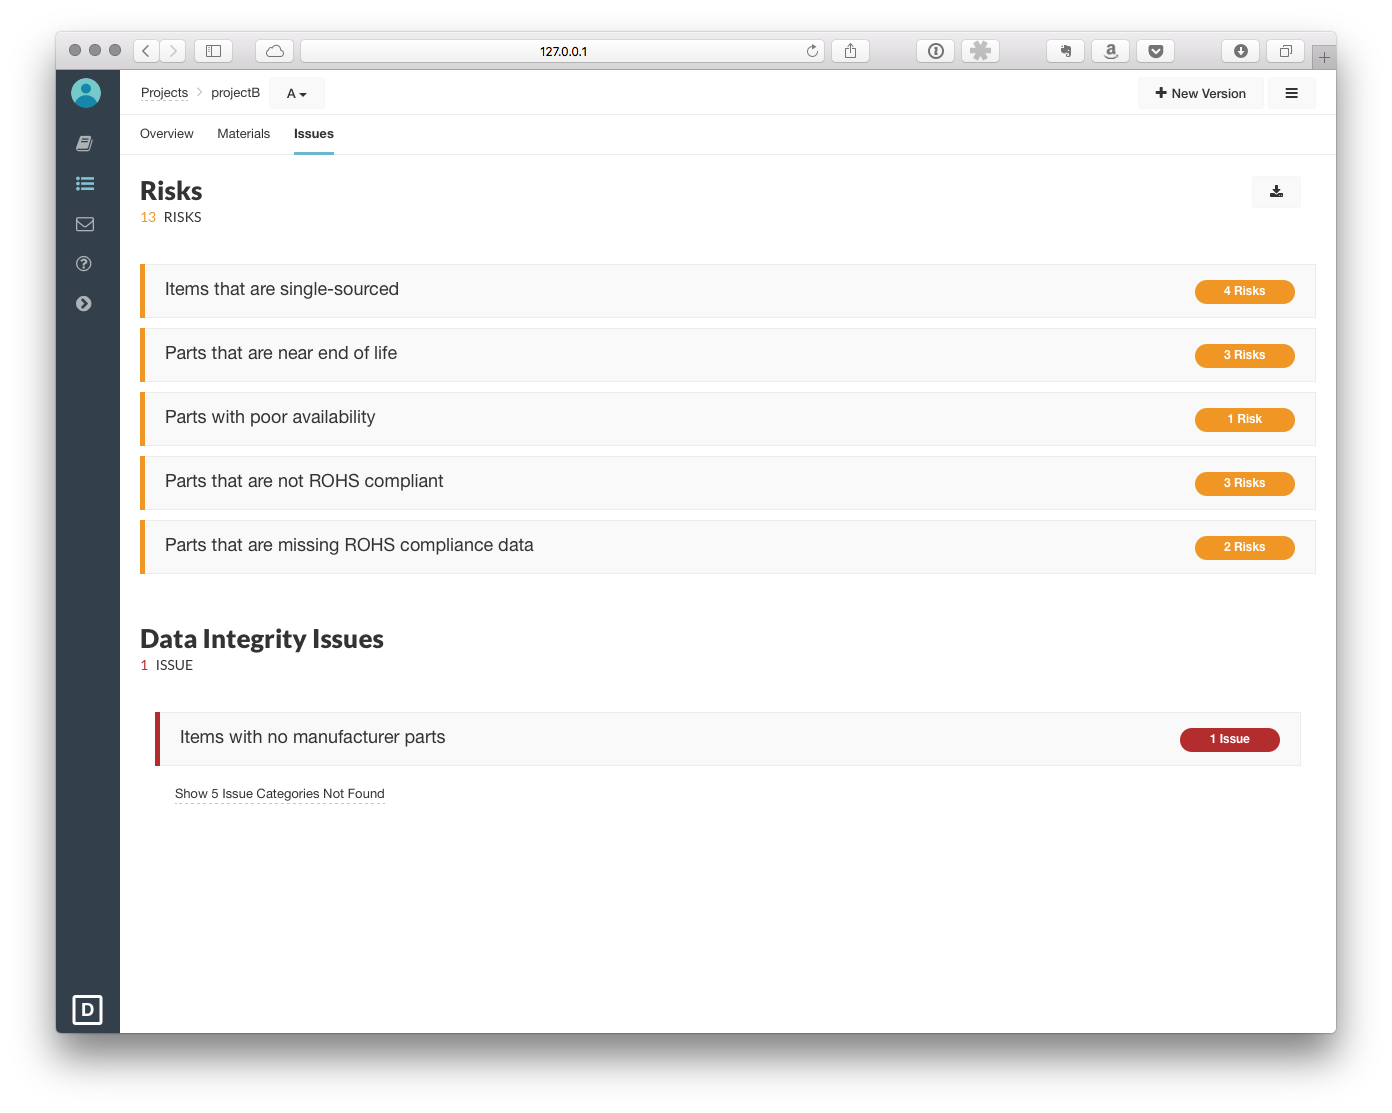 127.0.0.1
Projects > projectB A
+ New Version
Overview Materials Issues
Risks
13 RISKS
Items that are single-sourced 4 Risks
Parts that are near end of life 3 Risks
Parts with poor availability 1 Risk
Parts that are not ROHS compliant 3 Risks
Parts that are missing ROHS compliance data 2 Risks
Data Integrity Issues
1 ISSUE
Items with no manufacturer parts 1 Issue
Show 5 Issue Categories Not Found
D